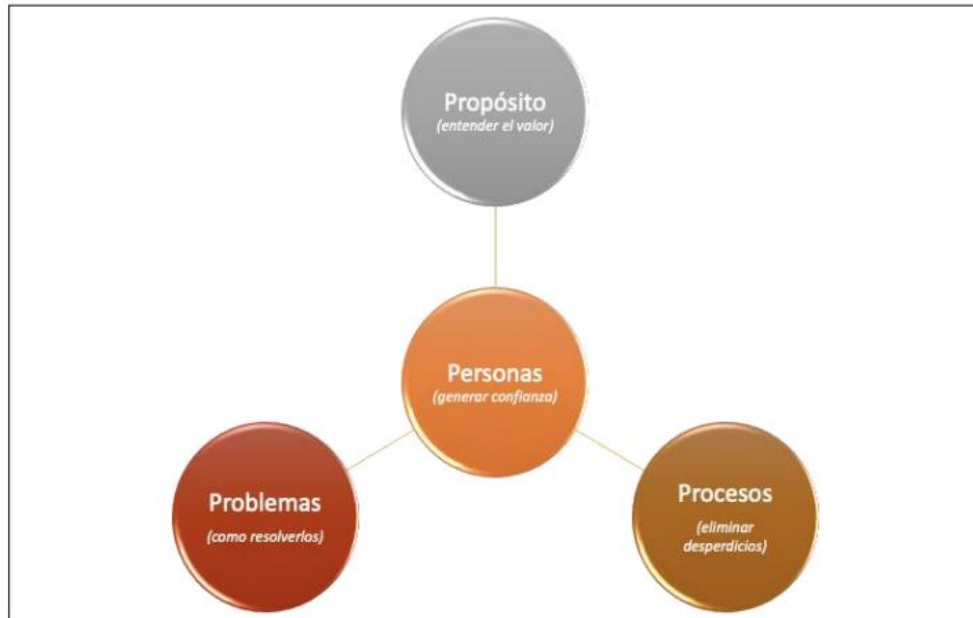 Propósito
(entender el valor)
Personas
(generar confianza)
Problemas
(como resolverlos)
Procesos
(eliminar
desperdicios)